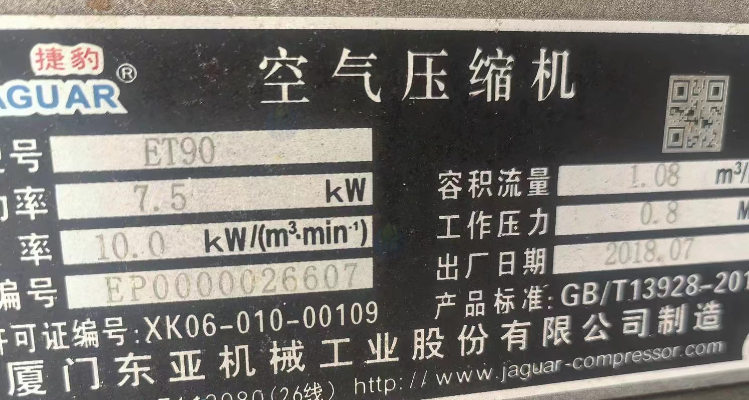 捷豹
AGUAR® 空气压缩机
号 ET90
率 7.5 kW
容积流量 1.08 m³/
率 10.0 kW/(m³·min⁻¹)
工作压力 0.8 M
编号 EP0000026607
出厂日期 2018.07
许可证编号:XK06-010-00109
产品标准:GB/T13928-201
厦门东亚机械工业股份有限公司制造
(26线) http://www.jaguar-compressor.com